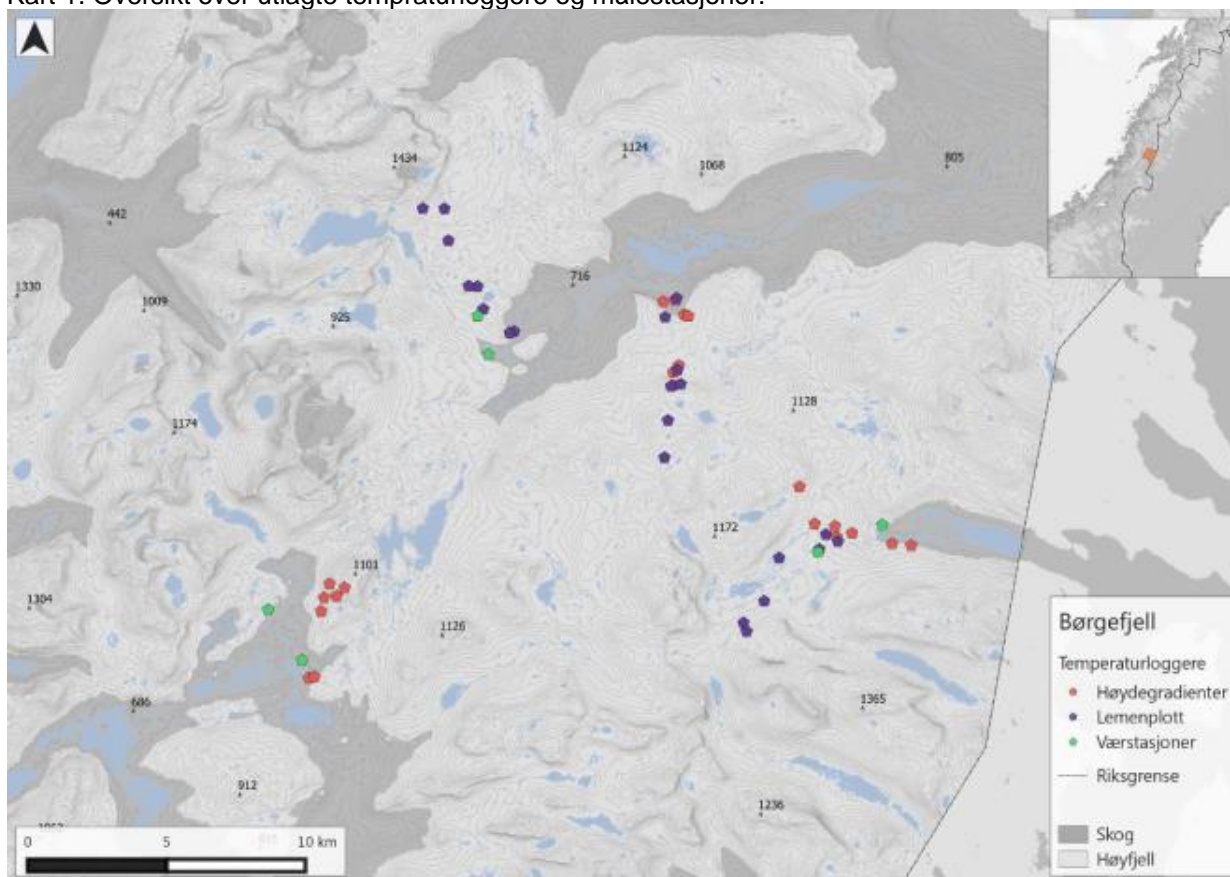 Kart 1. Oversikt over utlagte tempraturloggere og målestasjoner.
1434
1124
1068
805
442
1330
1009
716
925
1174
1128
1172
1101
1304
1126
686
1365
912
1236
Børgefjell
Temperaturloggere
Høydegradienter
Lemenplott
Værstasjoner
Riksgrense
Skog
Høyfjell
0 5 10 km